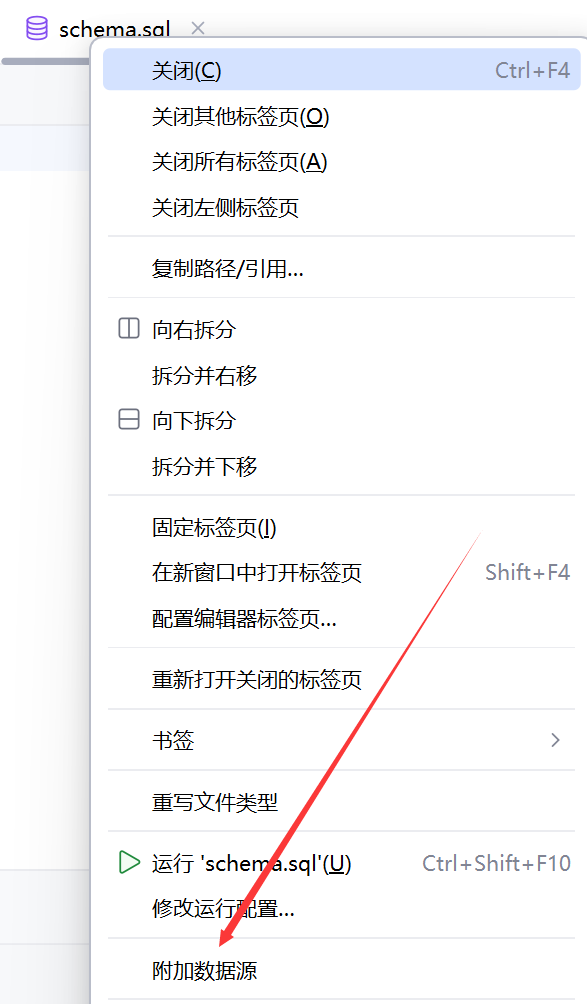 schema.sql
关闭(C) Ctrl+F4
关闭其他标签页(O)
关闭所有标签页(A)
关闭左侧标签页
复制路径/引用...
向右拆分
拆分并右移
向下拆分
拆分并下移
固定标签页(I)
在新窗口中打开标签页 Shift+F4
配置编辑器标签页...
重新打开关闭的标签页
书签
重写文件类型
运行 'schema.sql'(U) Ctrl+Shift+F10
修改运行配置...
附加数据源